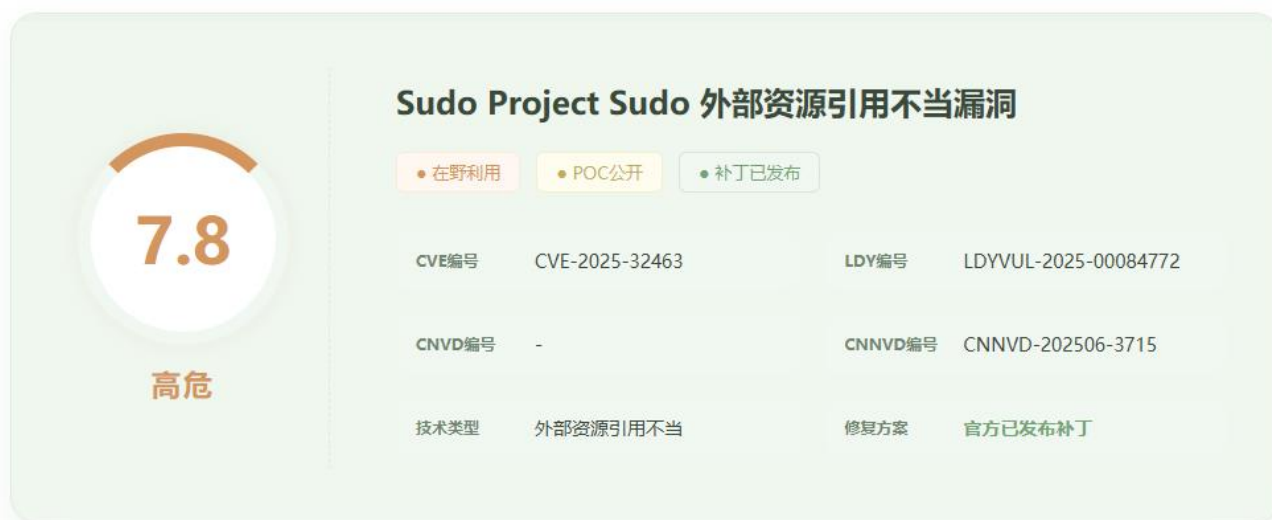 Sudo Project Sudo 外部资源引用不当漏洞
● 在野利用 ● POC公开 ● 补丁已发布
7.8
高危
CVE编号 CVE-2025-32463 LDY编号 LDYVUL-2025-00084772
CNVD编号 - CNNVD编号 CNNVD-202506-3715
技术类型 外部资源引用不当 修复方案 官方已发布补丁